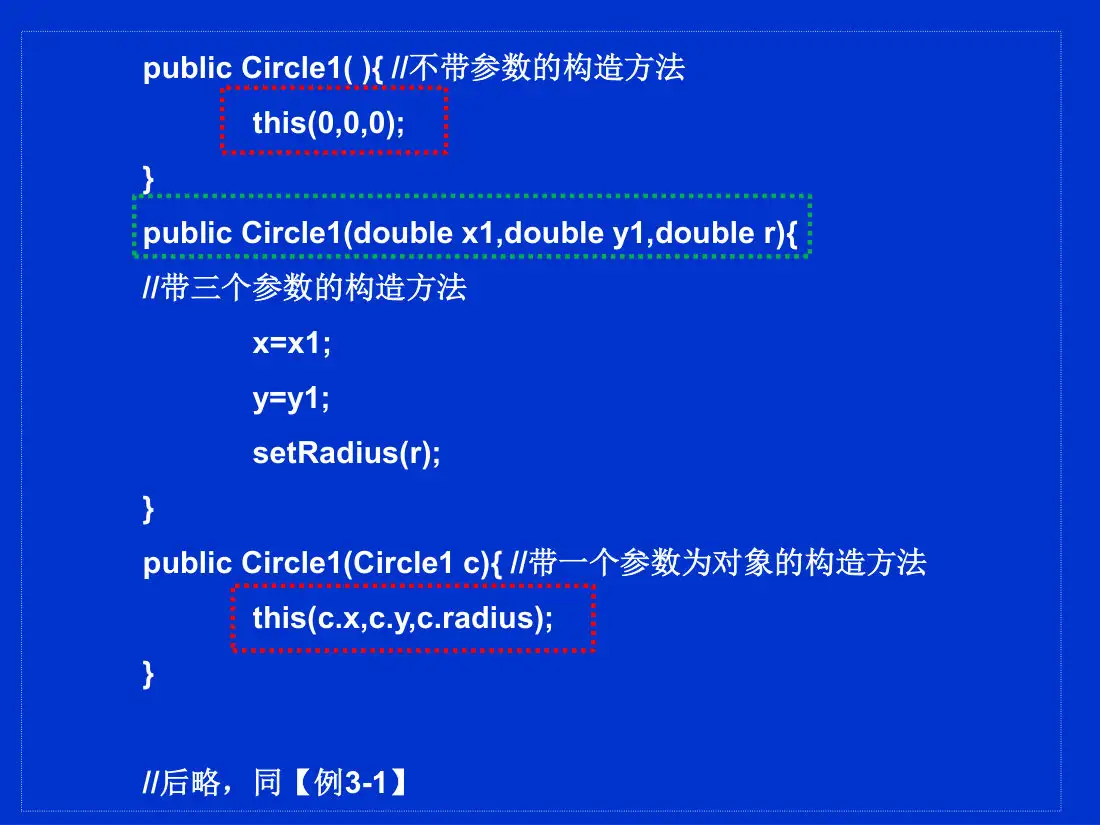 public Circle1( ){ //不带参数的构造方法
this(0,0,0);
}
public Circle1(double x1,double y1,double r){
//带三个参数的构造方法
x=x1;
y=y1;
setRadius(r);
}
public Circle1(Circle1 c){ //带一个参数为对象的构造方法
this(c.x,c.y,c.radius);
}
//后略，同【例3-1】